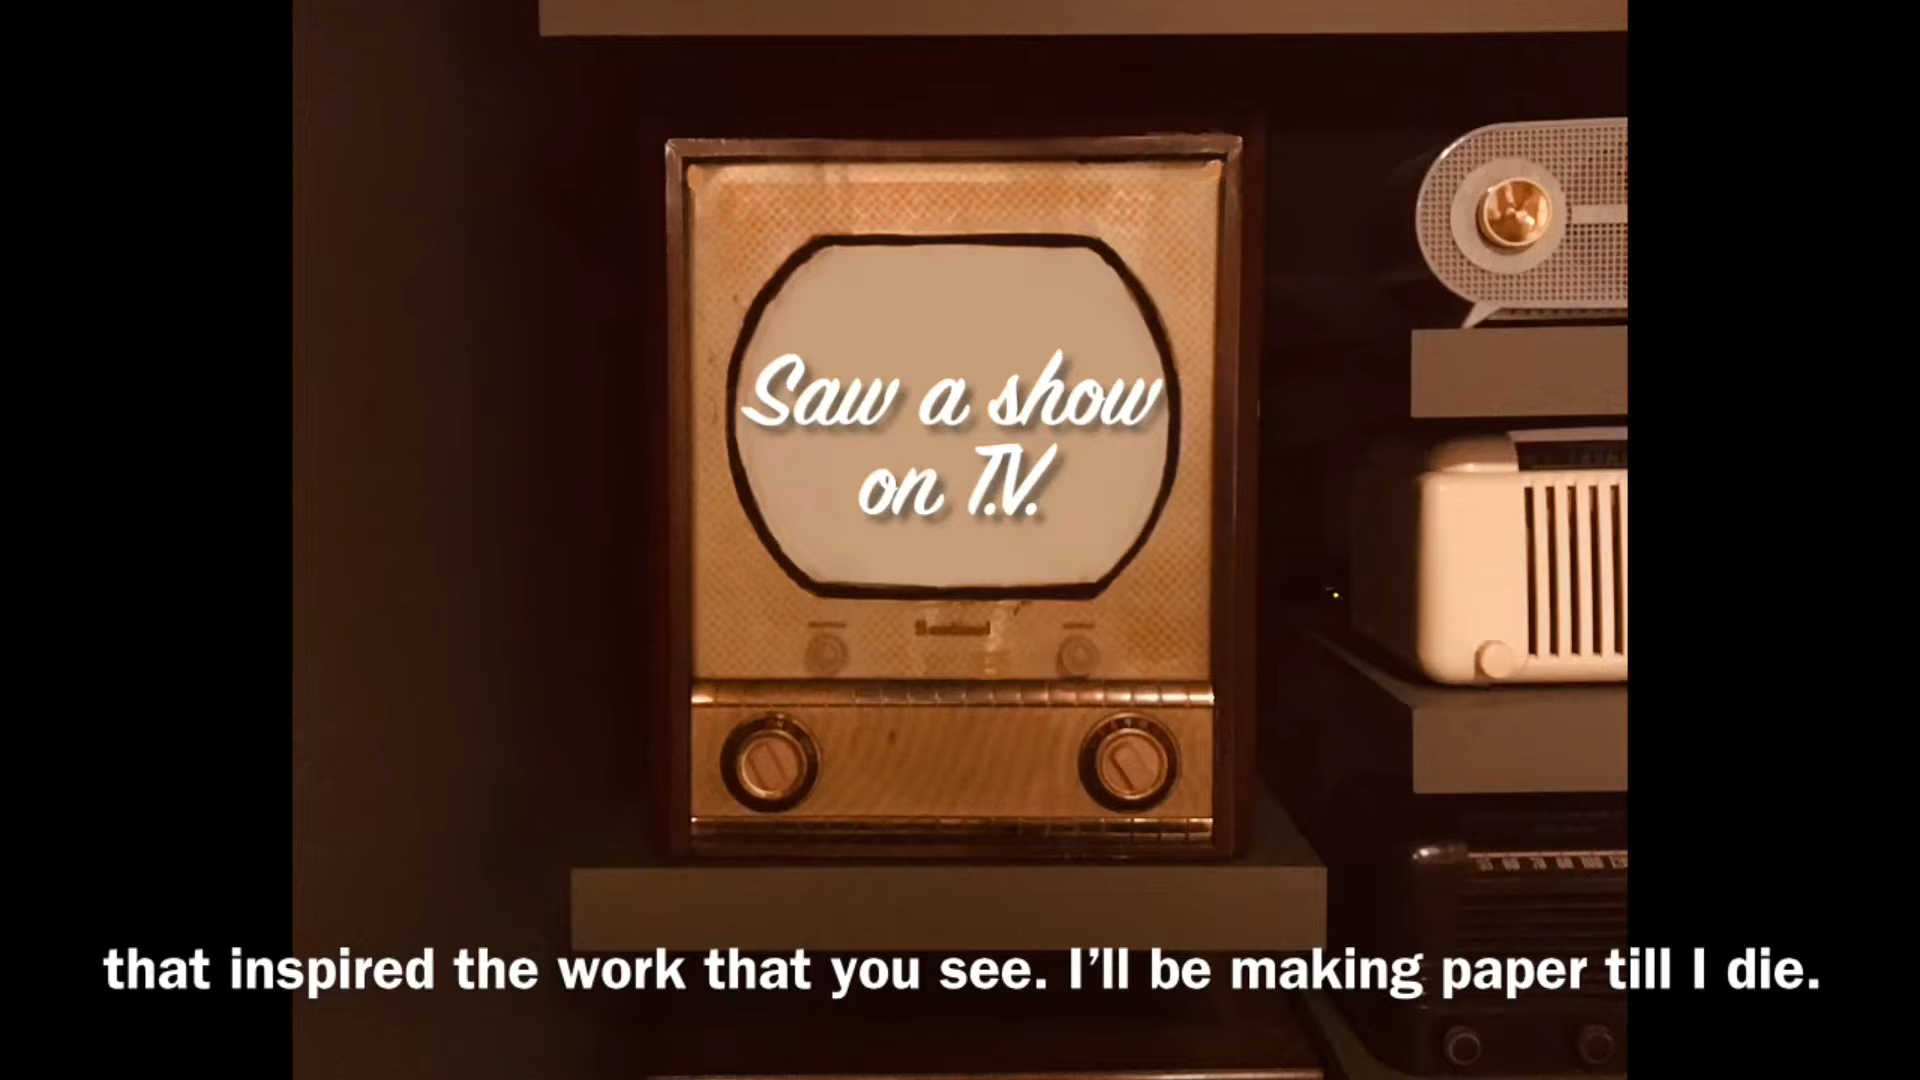 Saw a show
on T.V.
that inspired the work that you see. I'll be making paper till I die.